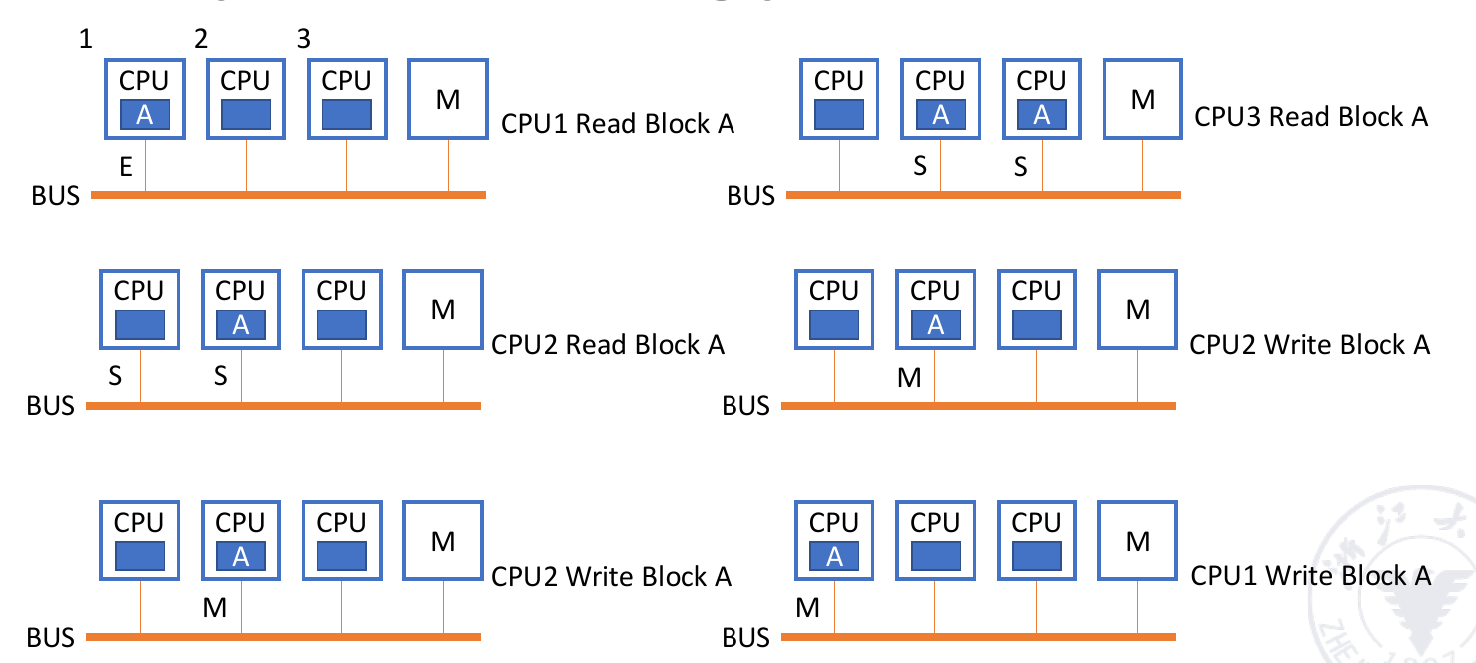 1 2 3
CPU CPU CPU
A
M
CPU1 Read Block A
E
BUS
CPU CPU CPU
A
M
CPU2 Read Block A
S S
BUS
CPU CPU CPU
A
M
CPU2 Write Block A
M
BUS
CPU CPU CPU
A A
M
CPU3 Read Block A
S S
BUS
CPU CPU CPU
A
M
CPU2 Write Block A
M
BUS
CPU CPU CPU
A
M
CPU1 Write Block A
M
BUS